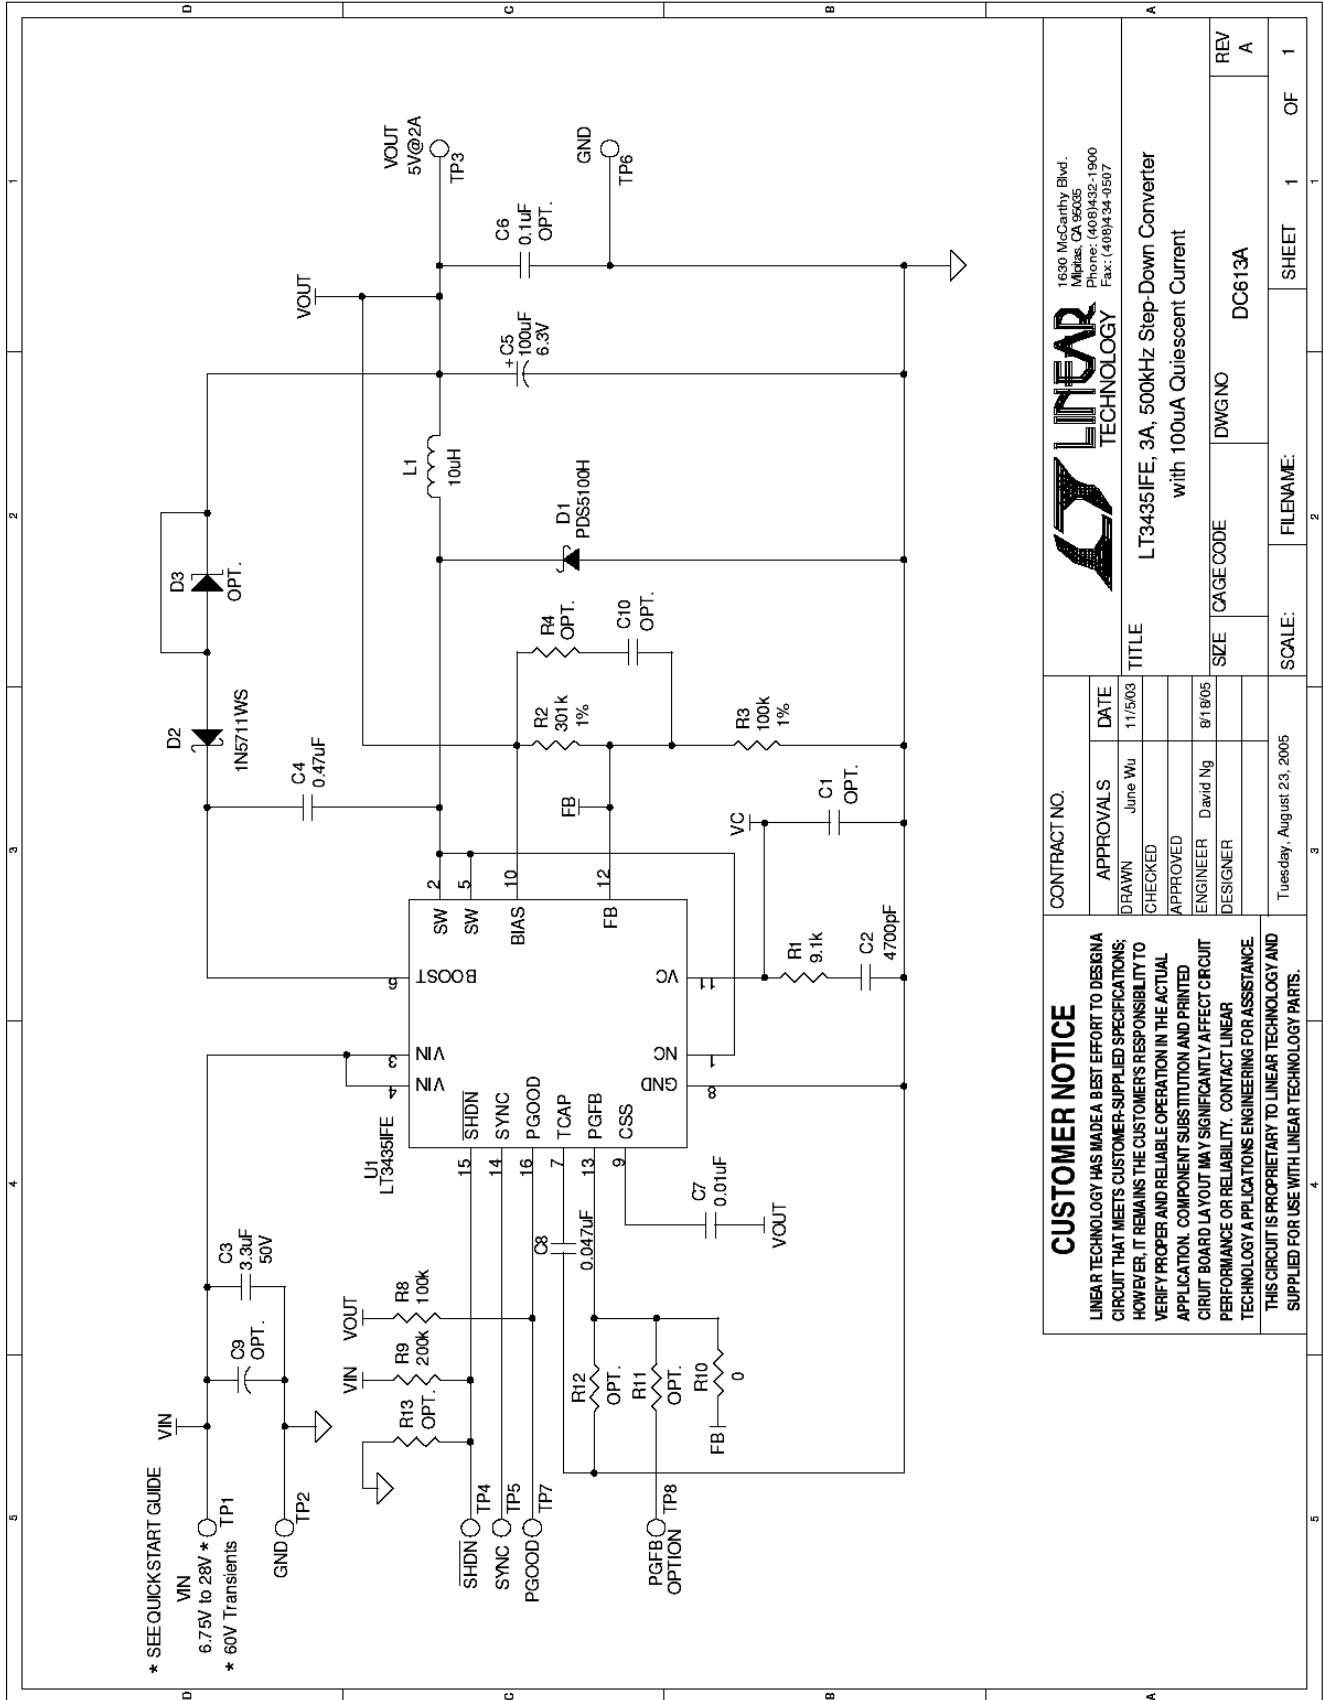 * SEE QUICK START GUIDE
VIN
6.75V to 28V *
* 60V Transients
TP1
GND
TP2
VIN
C9
OPT.
C3
3.3uF
50V
VIN
VOUT
R13
OPT.
R9
200k
R8
100k
SHDN
TP4
SYNC
TP5
PGOOD
TP7
PGFB
OPTION
TP8
R12
OPT.
R11
OPT.
R10
0
FB
C8
0.047uF
C7
0.01uF
VOUT
U1
LT3435IFE
15
SHDN
14
SYNC
16
PGOOD
7
TCAP
13
PGFB
9
CSS
4
VIN
3
VIN
6
BOOST
SW
2
SW
5
BIAS
10
FB
12
GND
8
NC
1
VC
11
R1
9.1k
C2
4700pF
VC
C1
OPT.
FB
C4
0.47uF
D2
1N5711WS
D3
OPT.
R2
301k
1%
R4
OPT.
C10
OPT.
R3
100k
1%
D1
PDS5100H
L1
10uH
VOUT
+
C5
100uF
6.3V
C6
0.1uF
OPT.
VOUT
5V@2A
TP3
GND
TP6
CUSTOMER NOTICE
LINEAR TECHNOLOGY HAS MADE A BEST EFFORT TO DESIGN A
CIRCUIT THAT MEETS CUSTOMER-SUPPLIED SPECIFICATIONS;
HOWEVER, IT REMAINS THE CUSTOMER'S RESPONSIBILITY TO
VERIFY PROPER AND RELIABLE OPERATION IN THE ACTUAL
APPLICATION. COMPONENT SUBSTITUTION AND PRINTED
CIRUIT BOARD LAYOUT MAY SIGNIFICANTLY AFFECT CIRCUIT
PERFORMANCE OR RELIABILITY. CONTACT LINEAR
TECHNOLOGY APPLICATIONS ENGINEERING FOR ASSISTANCE.
THIS CIRCUIT IS PROPRIETARY TO LINEAR TECHNOLOGY AND
SUPPLIED FOR USE WITH LINEAR TECHNOLOGY PARTS.
CONTRACT NO.
APPROVALS DATE
DRAWN June Wu 11/5/03
CHECKED
APPROVED
ENGINEER David Ng 8/18/05
DESIGNER
Tuesday, August 23, 2005
LINEAR
TECHNOLOGY
1630 McCarthy Blvd.
Milpitas, CA 95035
Phone: (408)432-1900
Fax: (408)434-0507
TITLE
LT3435IFE, 3A, 500kHz Step-Down Converter
with 100uA Quiescent Current
SIZE CAGE CODE DWG NO REV
DC613A A
SCALE: FILENAME: SHEET 1 OF 1
5 4 3 2 1
5 4 3 2 1
D C B A
D C B A